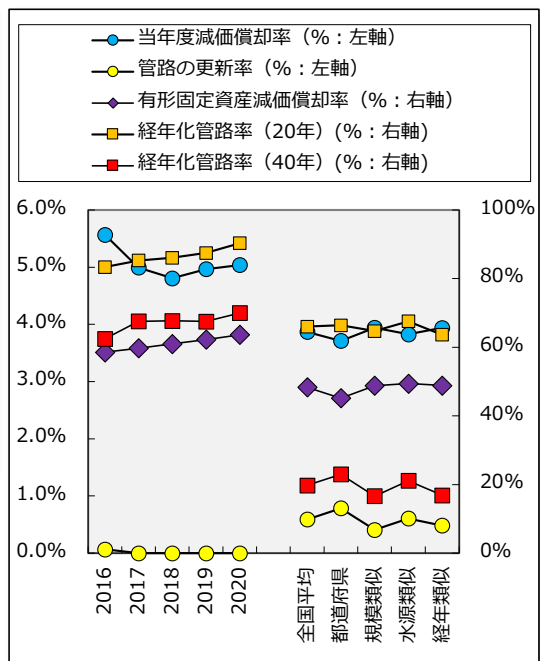 当年度減価償却率（%：左軸）
管路の更新率（%：左軸）
有形固定資産減価償却率（%：右軸）
経年化管路率（20年）(%：右軸)
経年化管路率（40年）(%：右軸)
6.0%
5.0%
4.0%
3.0%
2.0%
1.0%
0.0%
100%
80%
60%
40%
20%
0%
2016
2017
2018
2019
2020
全国平均
都道府県
規模類似
水源類似
経年類似